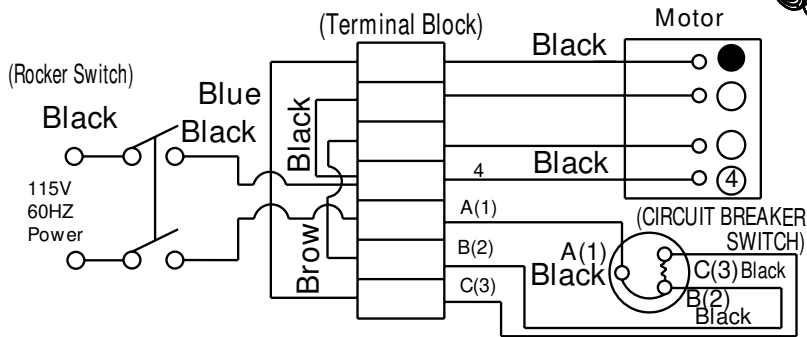 Motor
(Terminal Block)
Black
(Rocker Switch)
Blue
Black
Black
Black
115V
60HZ
Power
4
Black
4
A(1)
(CIRCUIT BREAKER
SWITCH)
B(2)
A(1)
Black
C(3) Black
Brow
C(3)
B(2)
Black